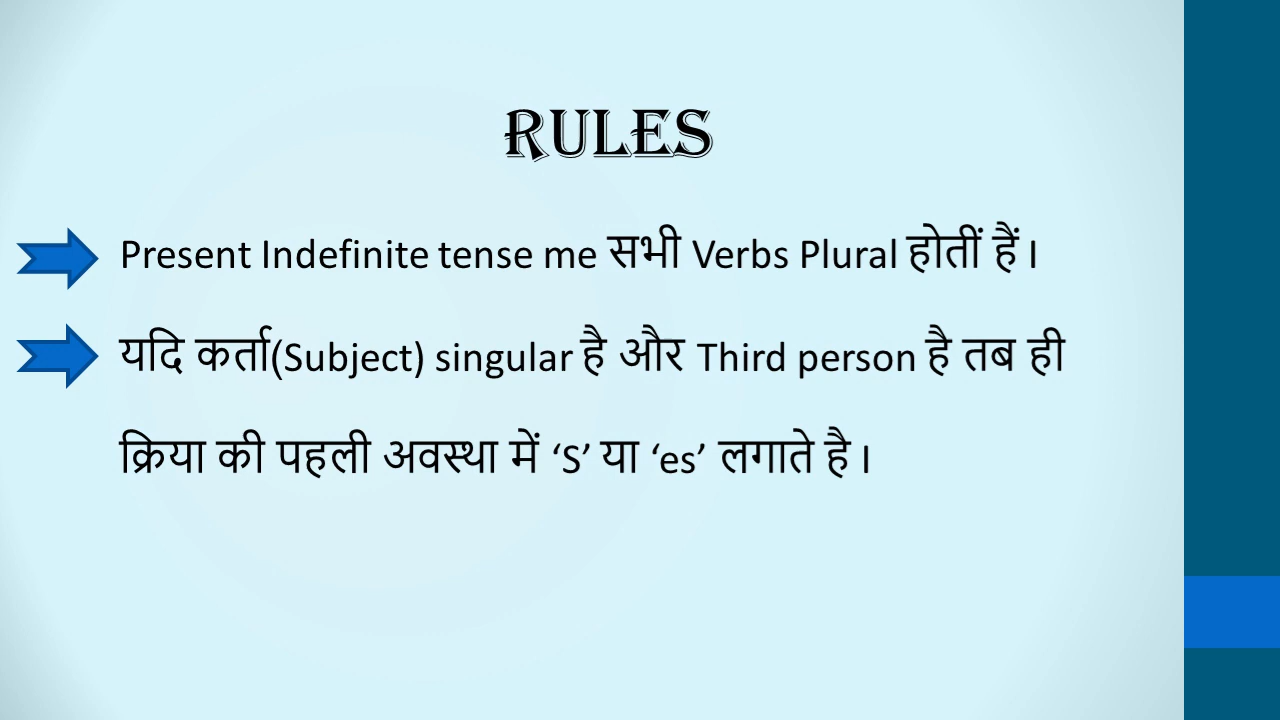 RULES
Present Indefinite tense me सभी Verbs Plural होतीं हैं I
यदि कर्ता(Subject) singular है और Third person है तब ही
क्रिया की पहली अवस्था में ‘S’ या ‘es’ लगाते है I